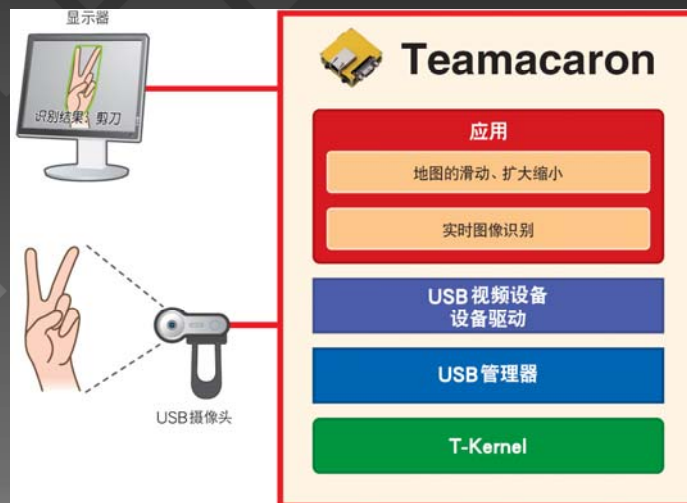 显示器
识别结果：剪刀
USB摄像头
Teamacaron
应用
地图的滑动、扩大缩小
实时图像识别
USB视频设备
设备驱动
USB管理器
T-Kernel